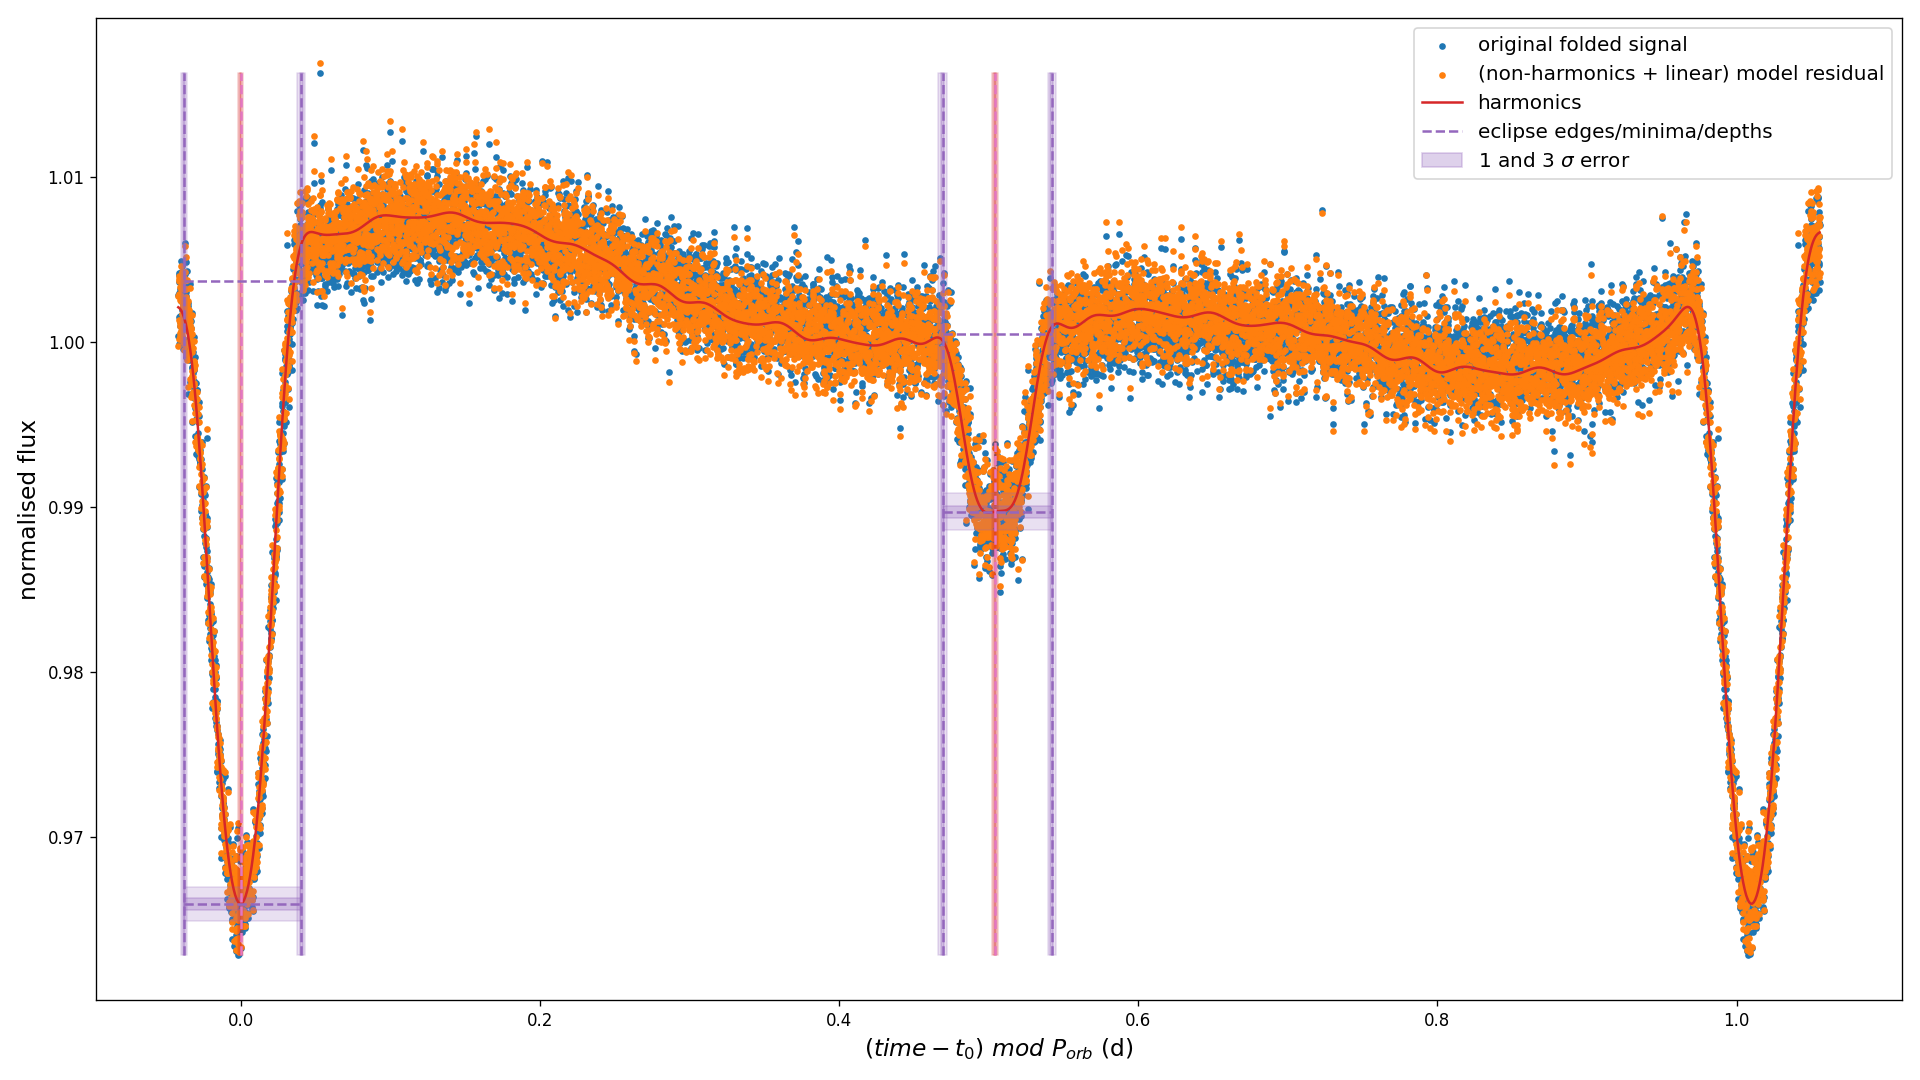 original folded signal
(non-harmonics + linear) model residual
harmonics
eclipse edges/minima/depths
1 and 3 σ error
normalised flux
1.01
1.00
0.99
0.98
0.97
0.0 0.2 0.4 0.6 0.8 1.0
(time − t₀) mod P_orb (d)